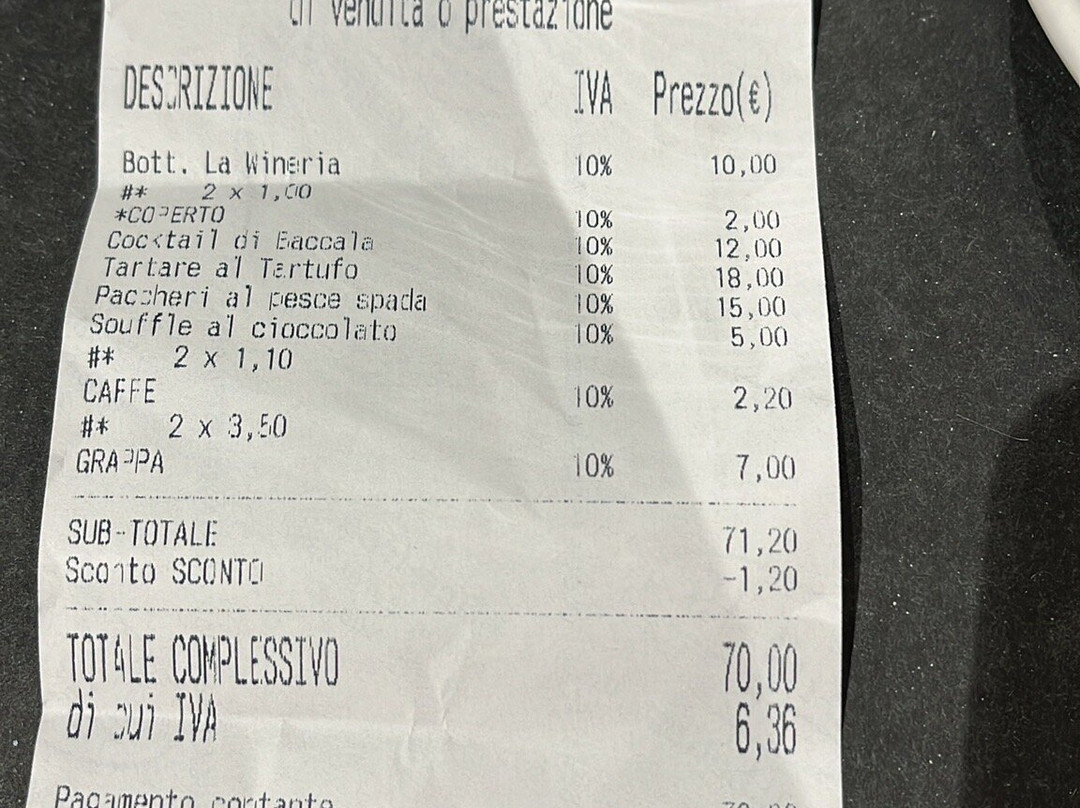 di vendita o prestazione
DESCRIZIONE IVA Prezzo(€)
Bott. La Wineria 10% 10,00
#* 2 x 1,00
*COPERTO 10% 2,00
Cocktail di Baccala 10% 12,00
Tartare al Tartufo 10% 18,00
Paccheri al pesce spada 10% 15,00
Souffle al cioccolato 10% 5,00
#* 2 x 1,10
CAFFE 10% 2,20
#* 2 x 3,50
GRAPPA 10% 7,00
SUB-TOTALE 71,20
Sconto SCONTO -1,20
TOTALE COMPLESSIVO 70,00
di cui IVA 6,36
Pagamento contante 70,00